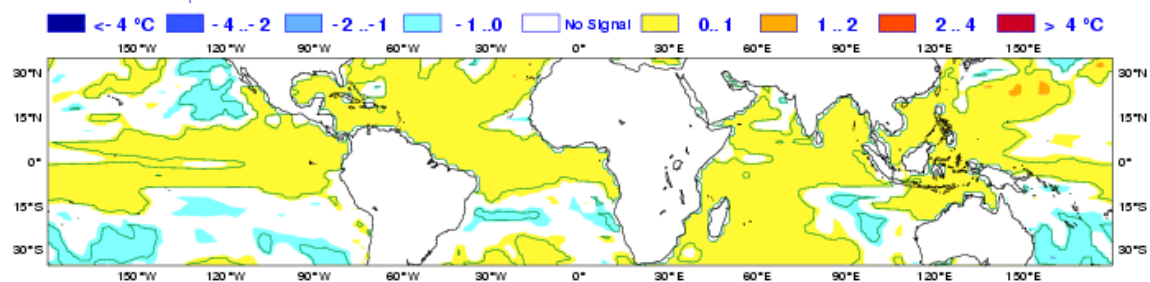 <-4 °C -4..-2 -2..-1 -1..0 No Signal 0..1 1..2 2..4 > 4 °C
150°W 120°W 90°W 60°W 30°W 0° 30°E 60°E 90°E 120°E 150°E
30°N 30°N
15°N 15°N
0° 0°
15°S 15°S
30°S 30°S
150°W 120°W 90°W 60°W 30°W 0° 30°E 60°E 90°E 120°E 150°E